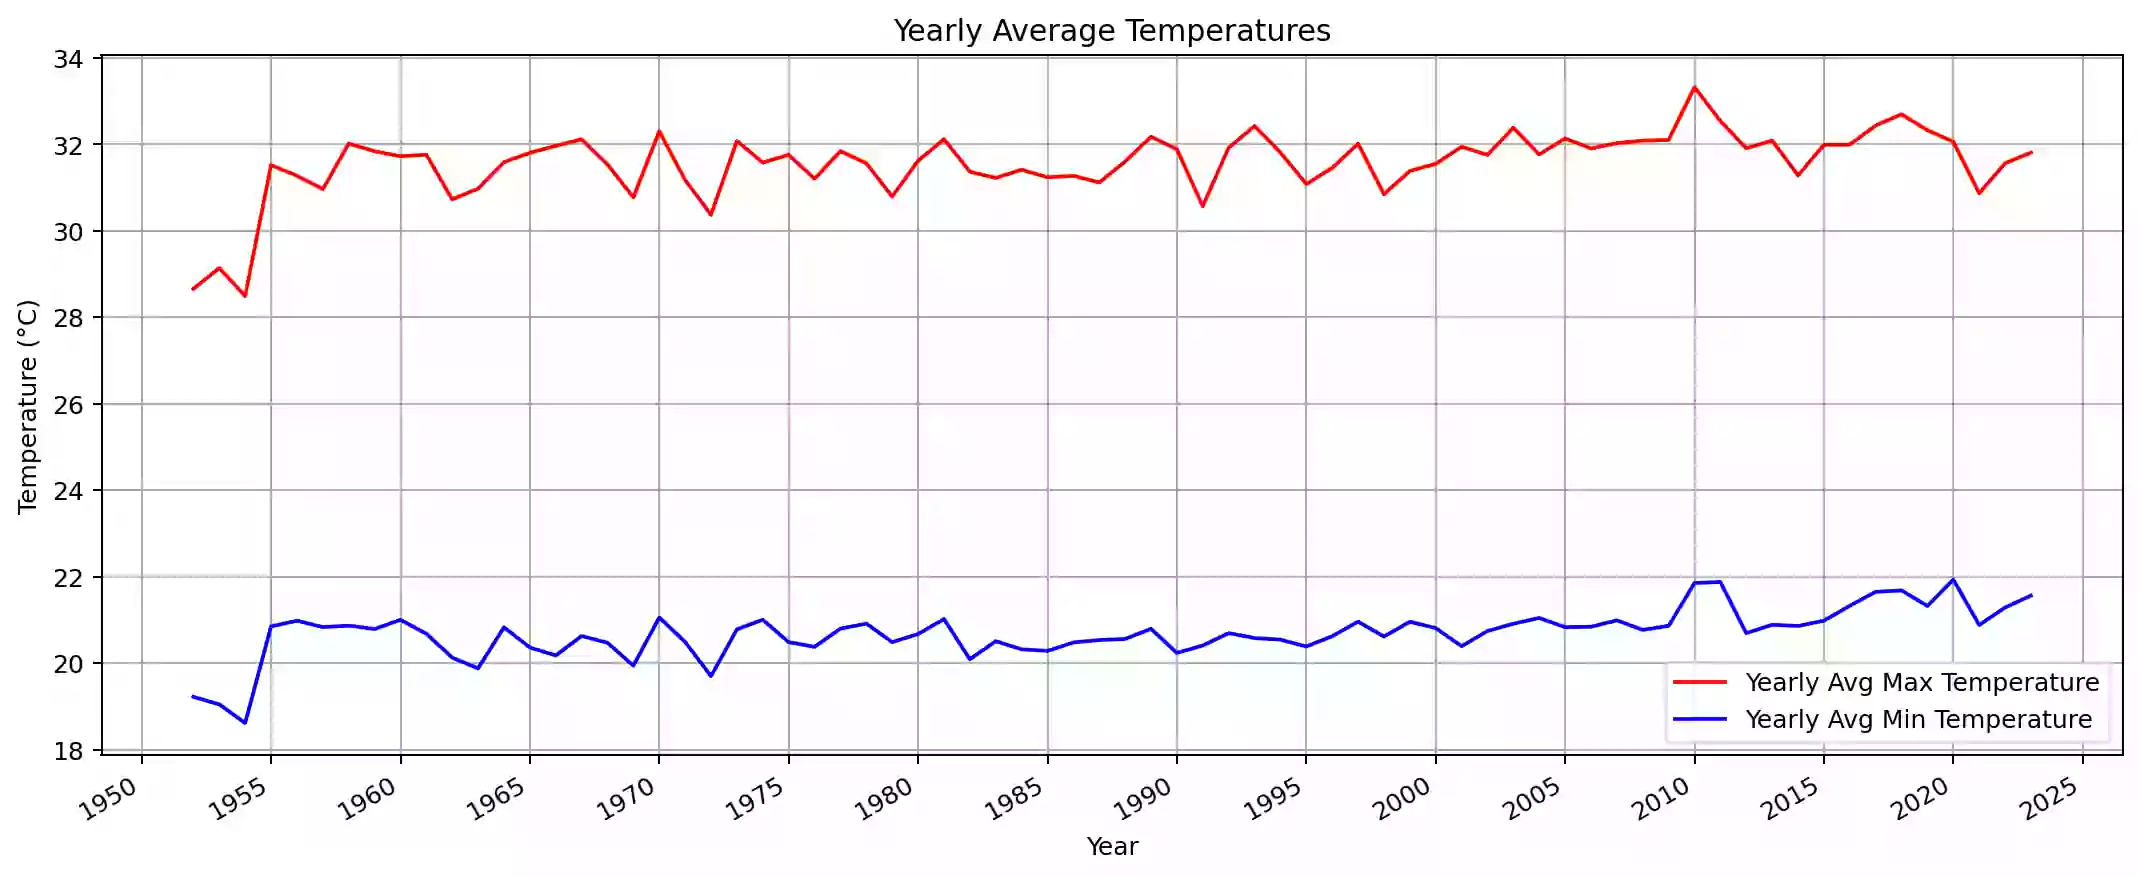 Yearly Average Temperatures
34
32
30
28
26
24
22
20
18
Temperature (°C)
Yearly Avg Max Temperature
Yearly Avg Min Temperature
1950 1955 1960 1965 1970 1975 1980 1985 1990 1995 2000 2005 2010 2015 2020 2025
Year